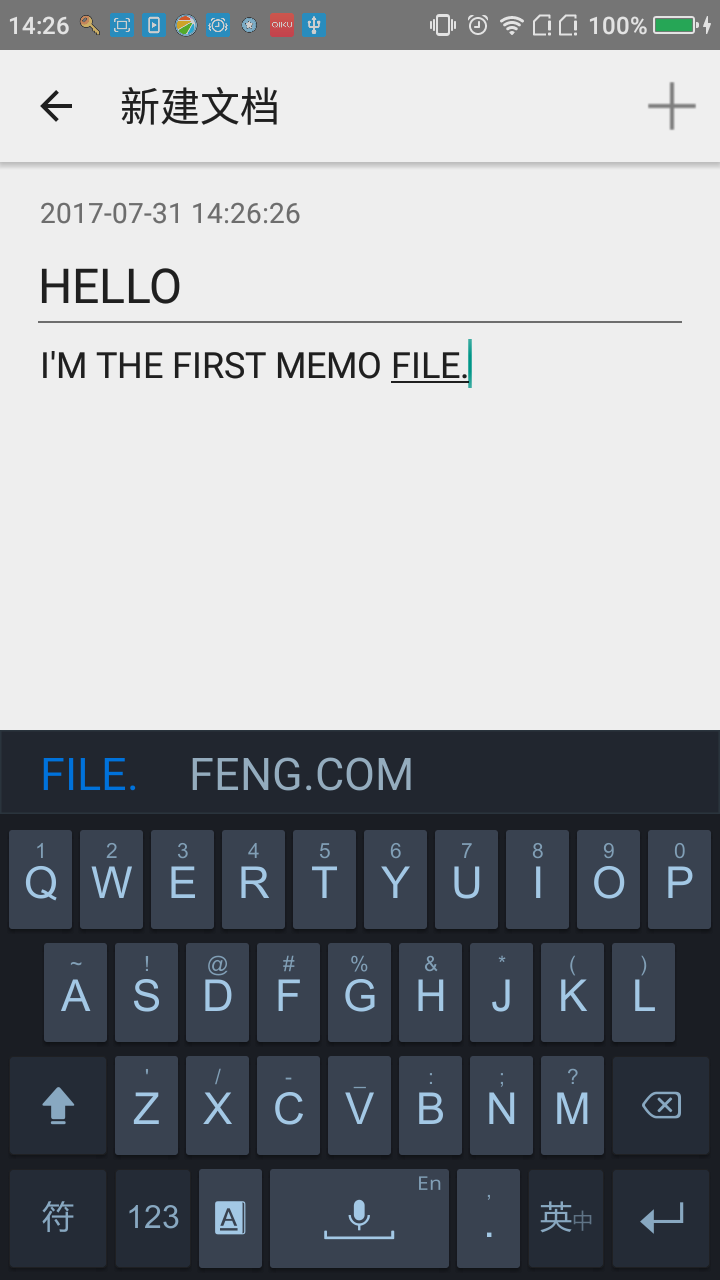 14:26 QIKU 100%
新建文档
2017-07-31 14:26:26
HELLO
I'M THE FIRST MEMO FILE.
FILE. FENG.COM
1 2 3 4 5 6 7 8 9 0
Q W E R T Y U I O P
~ ! @ # % & * ( )
A S D F G H J K L
' / - _ : ; ?
Z X C V B N M
En ,
符 123 A . 英中